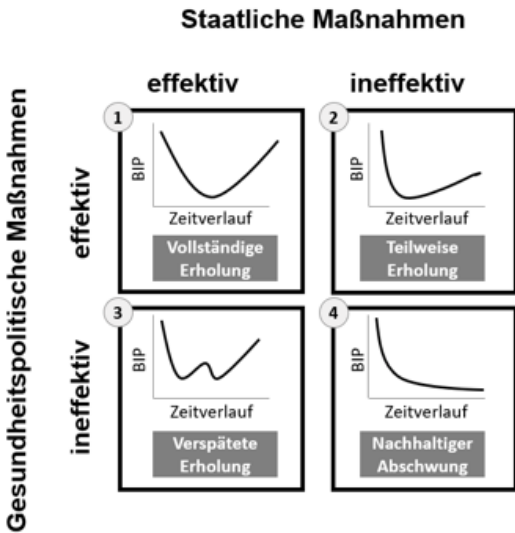 Staatliche Maßnahmen
effektiv
ineffektiv
Gesundheitspolitische Maßnahmen
effektiv
1
BIP
Zeitverlauf
Vollständige
Erholung
2
BIP
Zeitverlauf
Teilweise
Erholung
ineffektiv
3
BIP
Zeitverlauf
Verspätete
Erholung
4
BIP
Zeitverlauf
Nachhaltiger
Abschwung